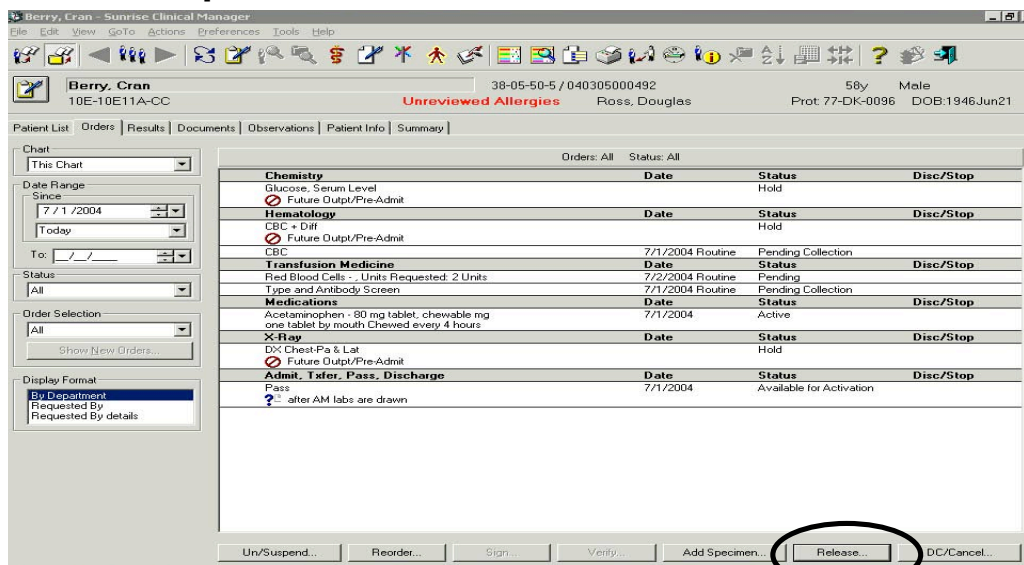 Berry, Cran - Sunrise Clinical Manager
File Edit View GoTo Actions Preferences Tools Help
Berry, Cran 38-05-50-5 / 040305000492 58y Male
10E-10E11A-CC Unreviewed Allergies Ross, Douglas Prot: 77-DK-0096 DOB:1946Jun21
Patient List Orders Results Documents Observations Patient Info Summary
Chart
This Chart
Date Range
Since
7 / 1 /2004
Today
To: _/_/__
Status
All
Order Selection
All
Show New Orders...
Display Format
By Department
Requested By
Requested By details
Orders: All Status: All
Chemistry Date Status Disc/Stop
Glucose, Serum Level Hold
Future Outpt/Pre-Admit
Hematology Date Status Disc/Stop
CBC + Diff Hold
Future Outpt/Pre-Admit
CBC 7/1/2004 Routine Pending Collection
Transfusion Medicine Date Status Disc/Stop
Red Blood Cells - , Units Requested: 2 Units 7/2/2004 Routine Pending
Type and Antibody Screen 7/1/2004 Routine Pending Collection
Medications Date Status Disc/Stop
Acetaminophen - 80 mg tablet, chewable mg 7/1/2004 Active
one tablet by mouth Chewed every 4 hours
X-Ray Date Status Disc/Stop
DX Chest-Pa & Lat Hold
Future Outpt/Pre-Admit
Admit, Txfer, Pass, Discharge Date Status Disc/Stop
Pass 7/1/2004 Available for Activation
after AM labs are drawn
Un/Suspend... Reorder... Sign... Verify... Add Specimen... Release... DC/Cancel...